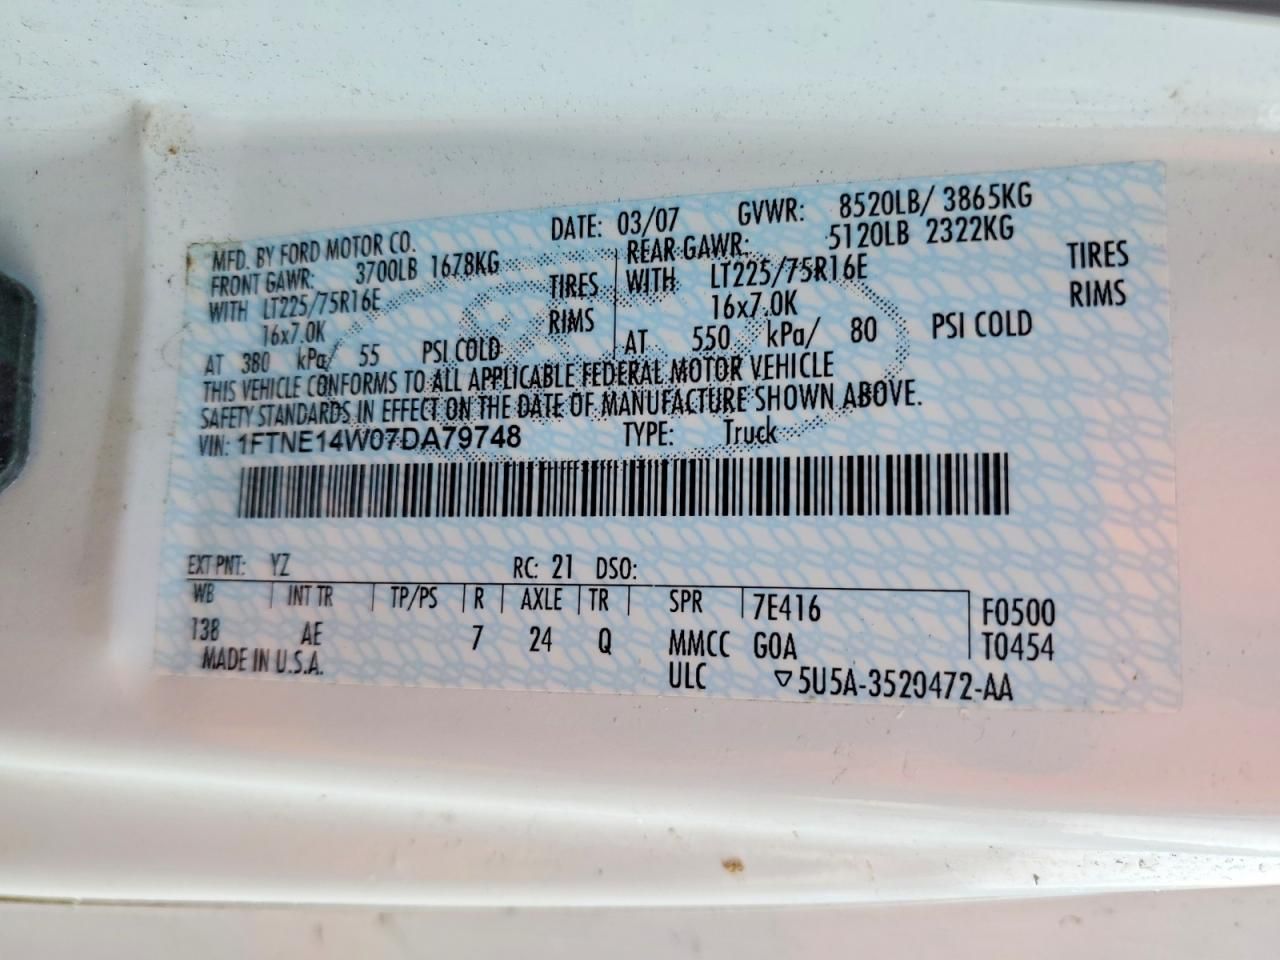 MFD. BY FORD MOTOR CO. DATE: 03/07 GVWR: 8520LB/ 3865KG
FRONT GAWR: 3700LB 1678KG REAR GAWR: 5120LB 2322KG
WITH LT225/75R16E TIRES WITH LT225/75R16E TIRES
16x7.0K RIMS 16x7.0K RIMS
AT 380 kPa/ 55 PSI COLD AT 550 kPa/ 80 PSI COLD
THIS VEHICLE CONFORMS TO ALL APPLICABLE FEDERAL MOTOR VEHICLE
SAFETY STANDARDS IN EFFECT ON THE DATE OF MANUFACTURE SHOWN ABOVE.
VIN: 1FTNE14W07DA79748 TYPE: Truck
EXT PNT: YZ RC: 21 DSO:
WB INT TR TP/PS R AXLE TR SPR 7E416 F0500
138 AE 7 24 Q MMCC GOA T0454
MADE IN U.S.A. ULC ▽5U5A-3520472-AA